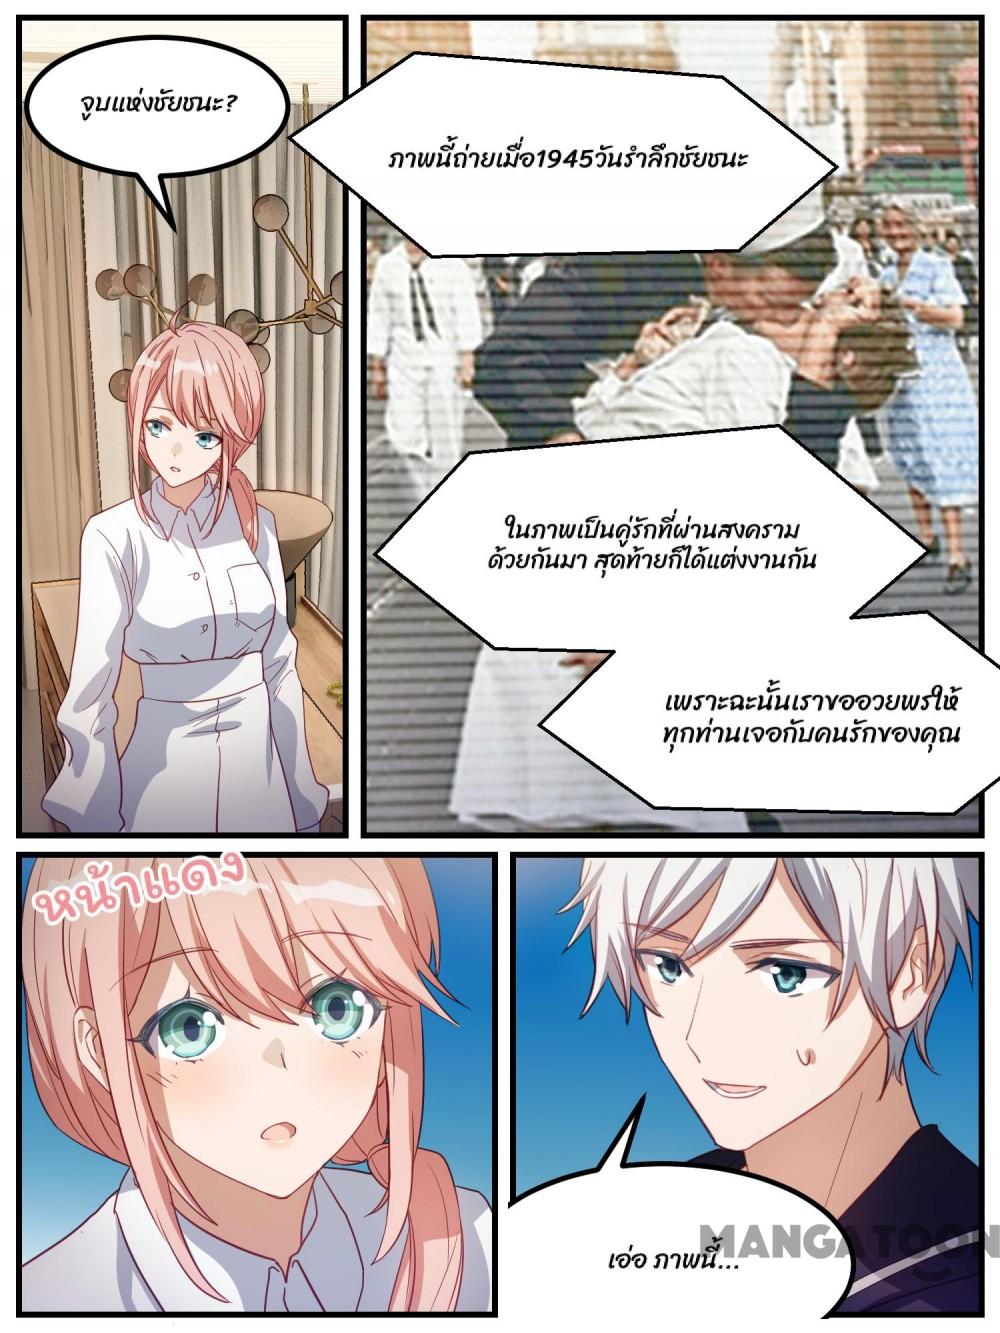 จูบแห่งชัยชนะ?
ภาพนี้ถ่ายเมื่อ1945วันรำลึกชัยชนะ
ในภาพเป็นคู่รักที่ผ่านสงคราม
ด้วยกันมา สุดท้ายก็ได้แต่งงานกัน
เพราะฉะนั้นเราขออวยพรให้
ทุกท่านเจอกับคนรักของคุณ
หน้าแดง
เอ่อ ภาพนี้...
MANGATOON